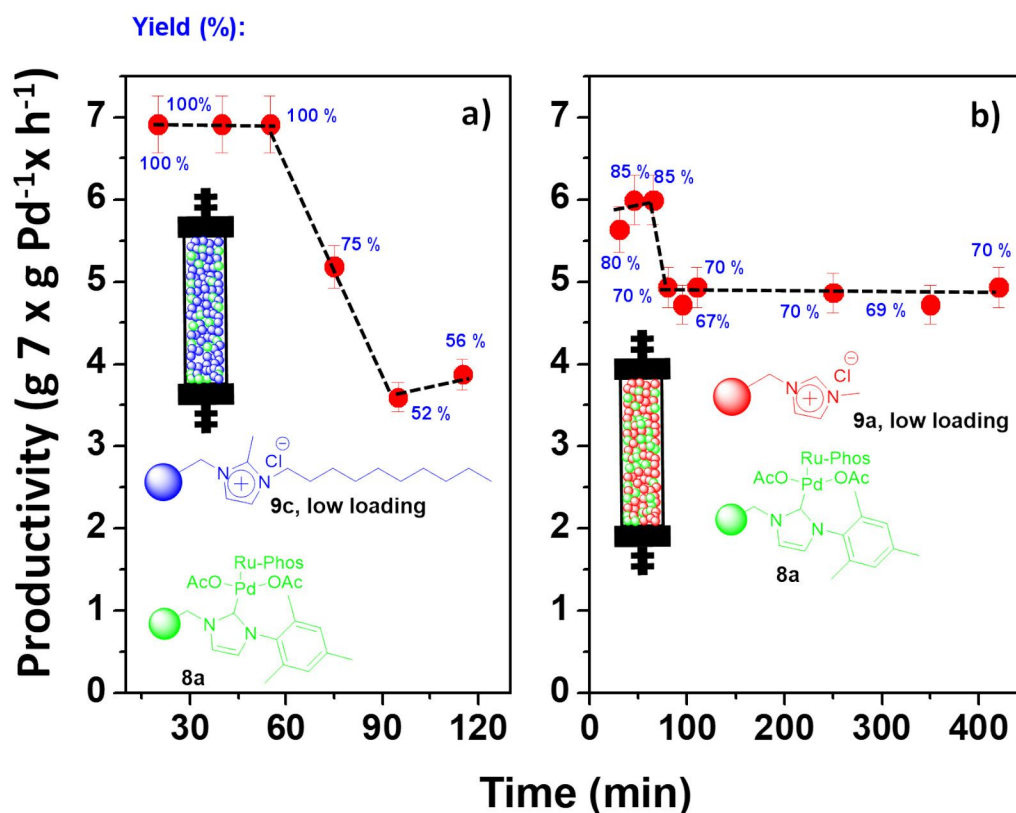 Yield (%):
Productivity (g 7 x g Pd⁻¹x h⁻¹)
a)
7
6
5
4
3
2
1
0
100%
100 %
100 %
75 %
56 %
52 %
N
N
Cl⊖
+
9c, low loading
Ru-Phos
AcO Pd OAc
N
N
8a
30 60 90 120
b)
7
6
5
4
3
2
1
0
85 %
85 %
80 %
70 %
70 %
67%
70 %
69 %
70 %
Cl⊖
N
N
+
9a, low loading
Ru-Phos
AcO Pd OAc
N
N
8a
0 100 200 300 400
Time (min)